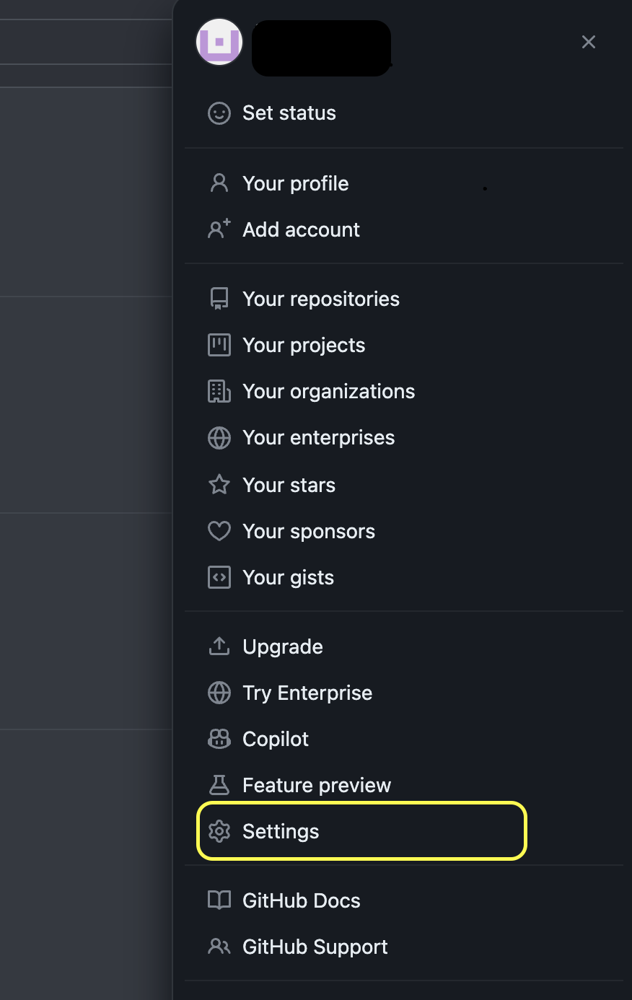 Set status
Your profile
Add account
Your repositories
Your projects
Your organizations
Your enterprises
Your stars
Your sponsors
Your gists
Upgrade
Try Enterprise
Copilot
Feature preview
Settings
GitHub Docs
GitHub Support